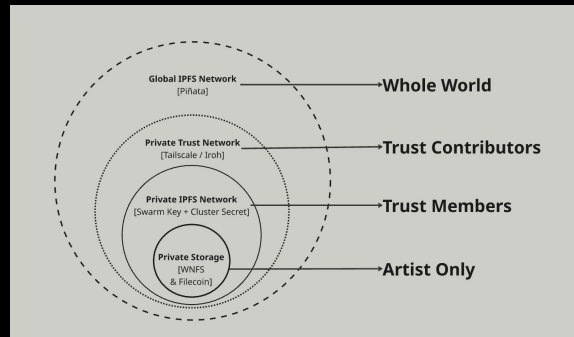 Global IPFS Network
[Piñata]
Whole World
Private Trust Network
[Tailscale / Iroh]
Trust Contributors
Private IPFS Network
[Swarm Key + Cluster Secret]
Trust Members
Private Storage
[WNFS
& Filecoin]
Artist Only